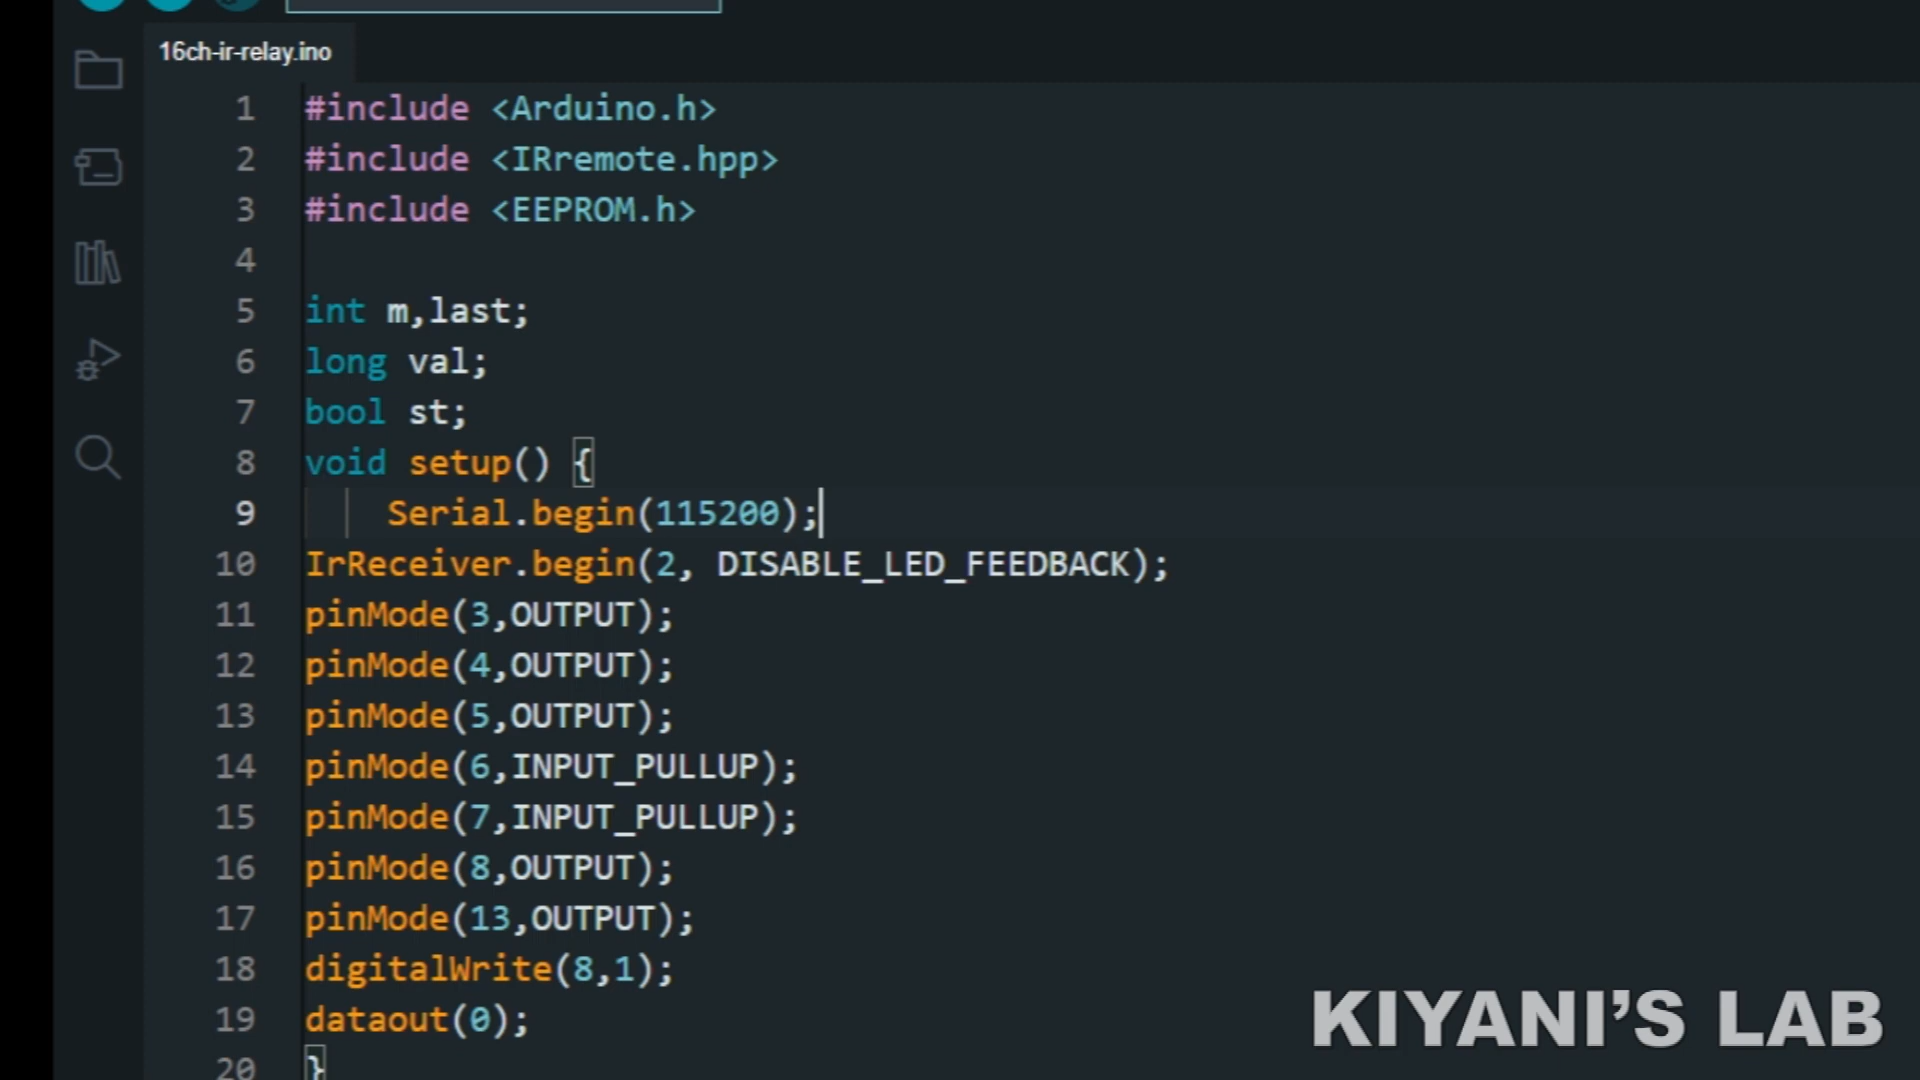 16ch-ir-relay.ino
1 #include <Arduino.h>
2 #include <IRremote.hpp>
3 #include <EEPROM.h>
4
5 int m,last;
6 long val;
7 bool st;
8 void setup() {
9 Serial.begin(115200);
10 IrReceiver.begin(2, DISABLE_LED_FEEDBACK);
11 pinMode(3,OUTPUT);
12 pinMode(4,OUTPUT);
13 pinMode(5,OUTPUT);
14 pinMode(6,INPUT_PULLUP);
15 pinMode(7,INPUT_PULLUP);
16 pinMode(8,OUTPUT);
17 pinMode(13,OUTPUT);
18 digitalWrite(8,1);
19 dataout(0);
20 }
KIYANI’S LAB